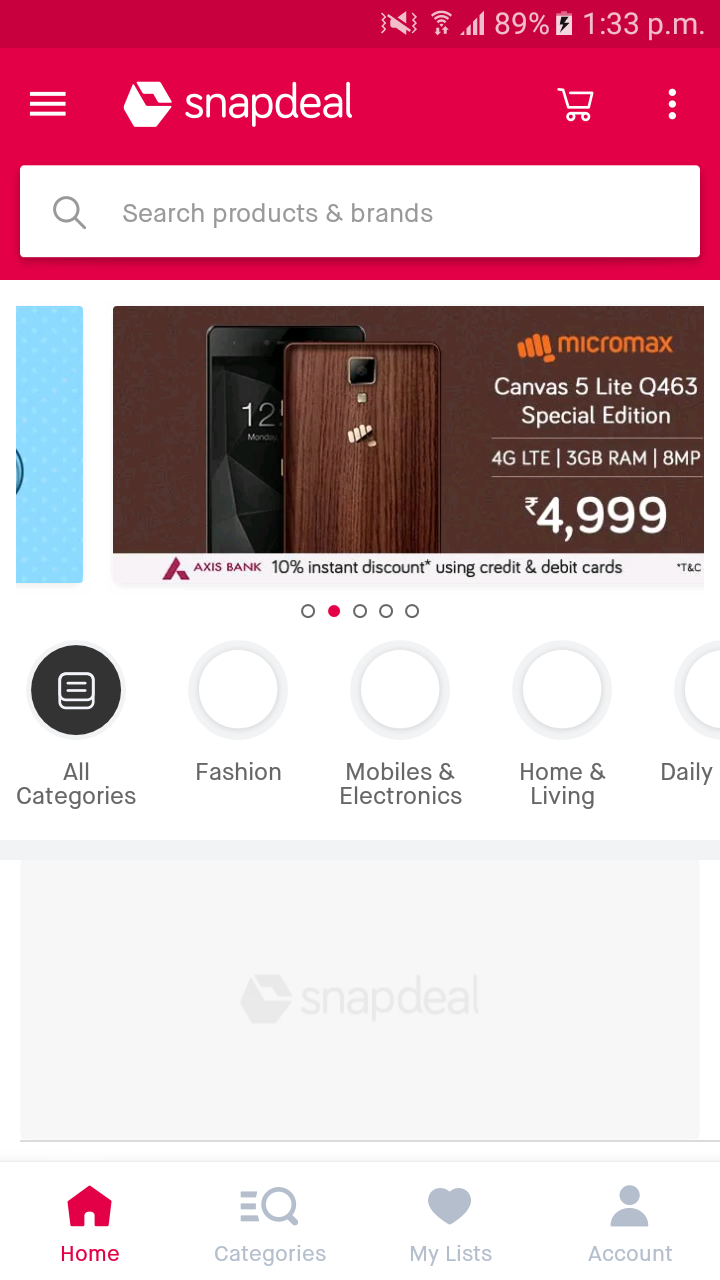 89% 1:33 p.m.
snapdeal
Search products & brands
12
Monday
micromax
Canvas 5 Lite Q463
Special Edition
4G LTE | 3GB RAM | 8MP
₹4,999
AXIS BANK 10% instant discount* using credit & debit cards *T&C
All
Categories
Fashion
Mobiles &
Electronics
Home &
Living
Daily
snapdeal
Home
Categories
My Lists
Account